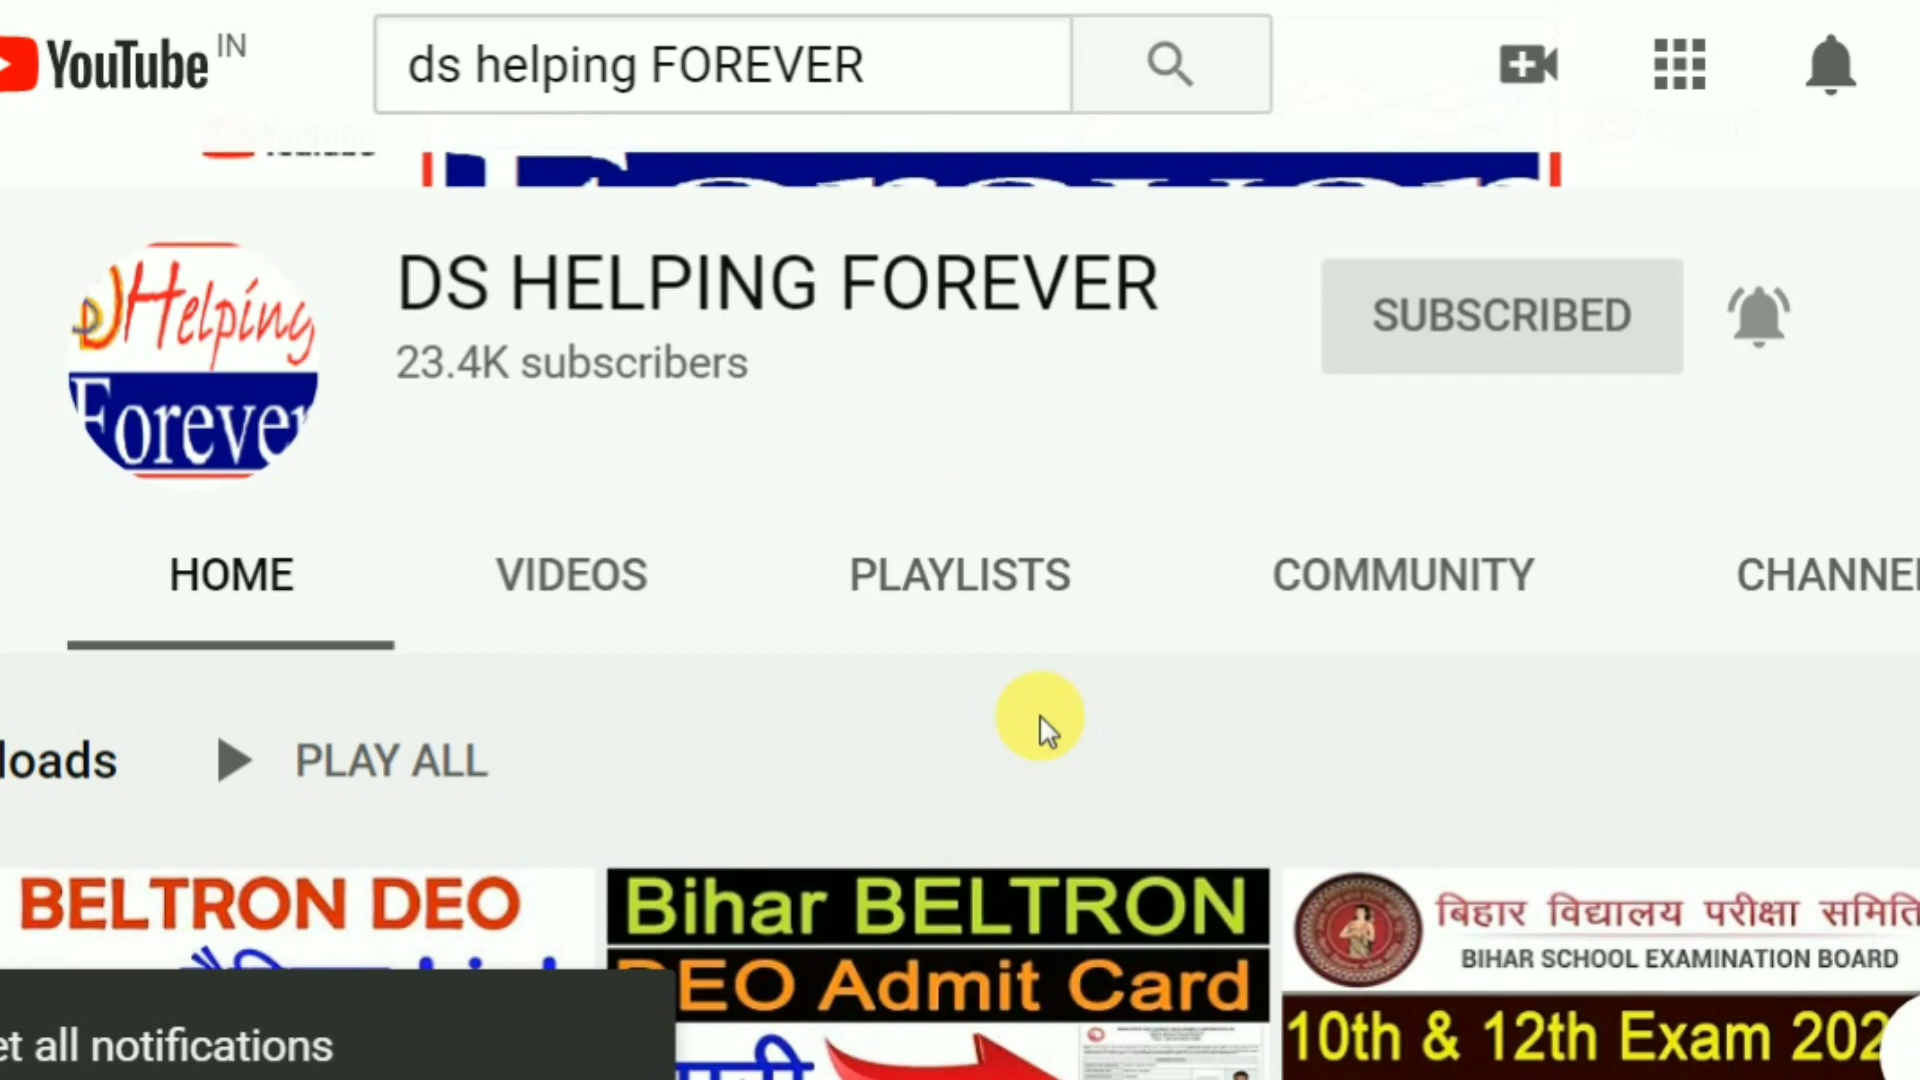 YouTube IN
ds helping FOREVER
Helping
Forever
DS HELPING FOREVER
23.4K subscribers
SUBSCRIBED
HOME VIDEOS PLAYLISTS COMMUNITY CHANNE
loads PLAY ALL
BELTRON DEO
Bihar BELTRON
DEO Admit Card
बिहार विद्यालय परीक्षा समिति
BIHAR SCHOOL EXAMINATION BOARD
10th & 12th Exam 202
et all notifications